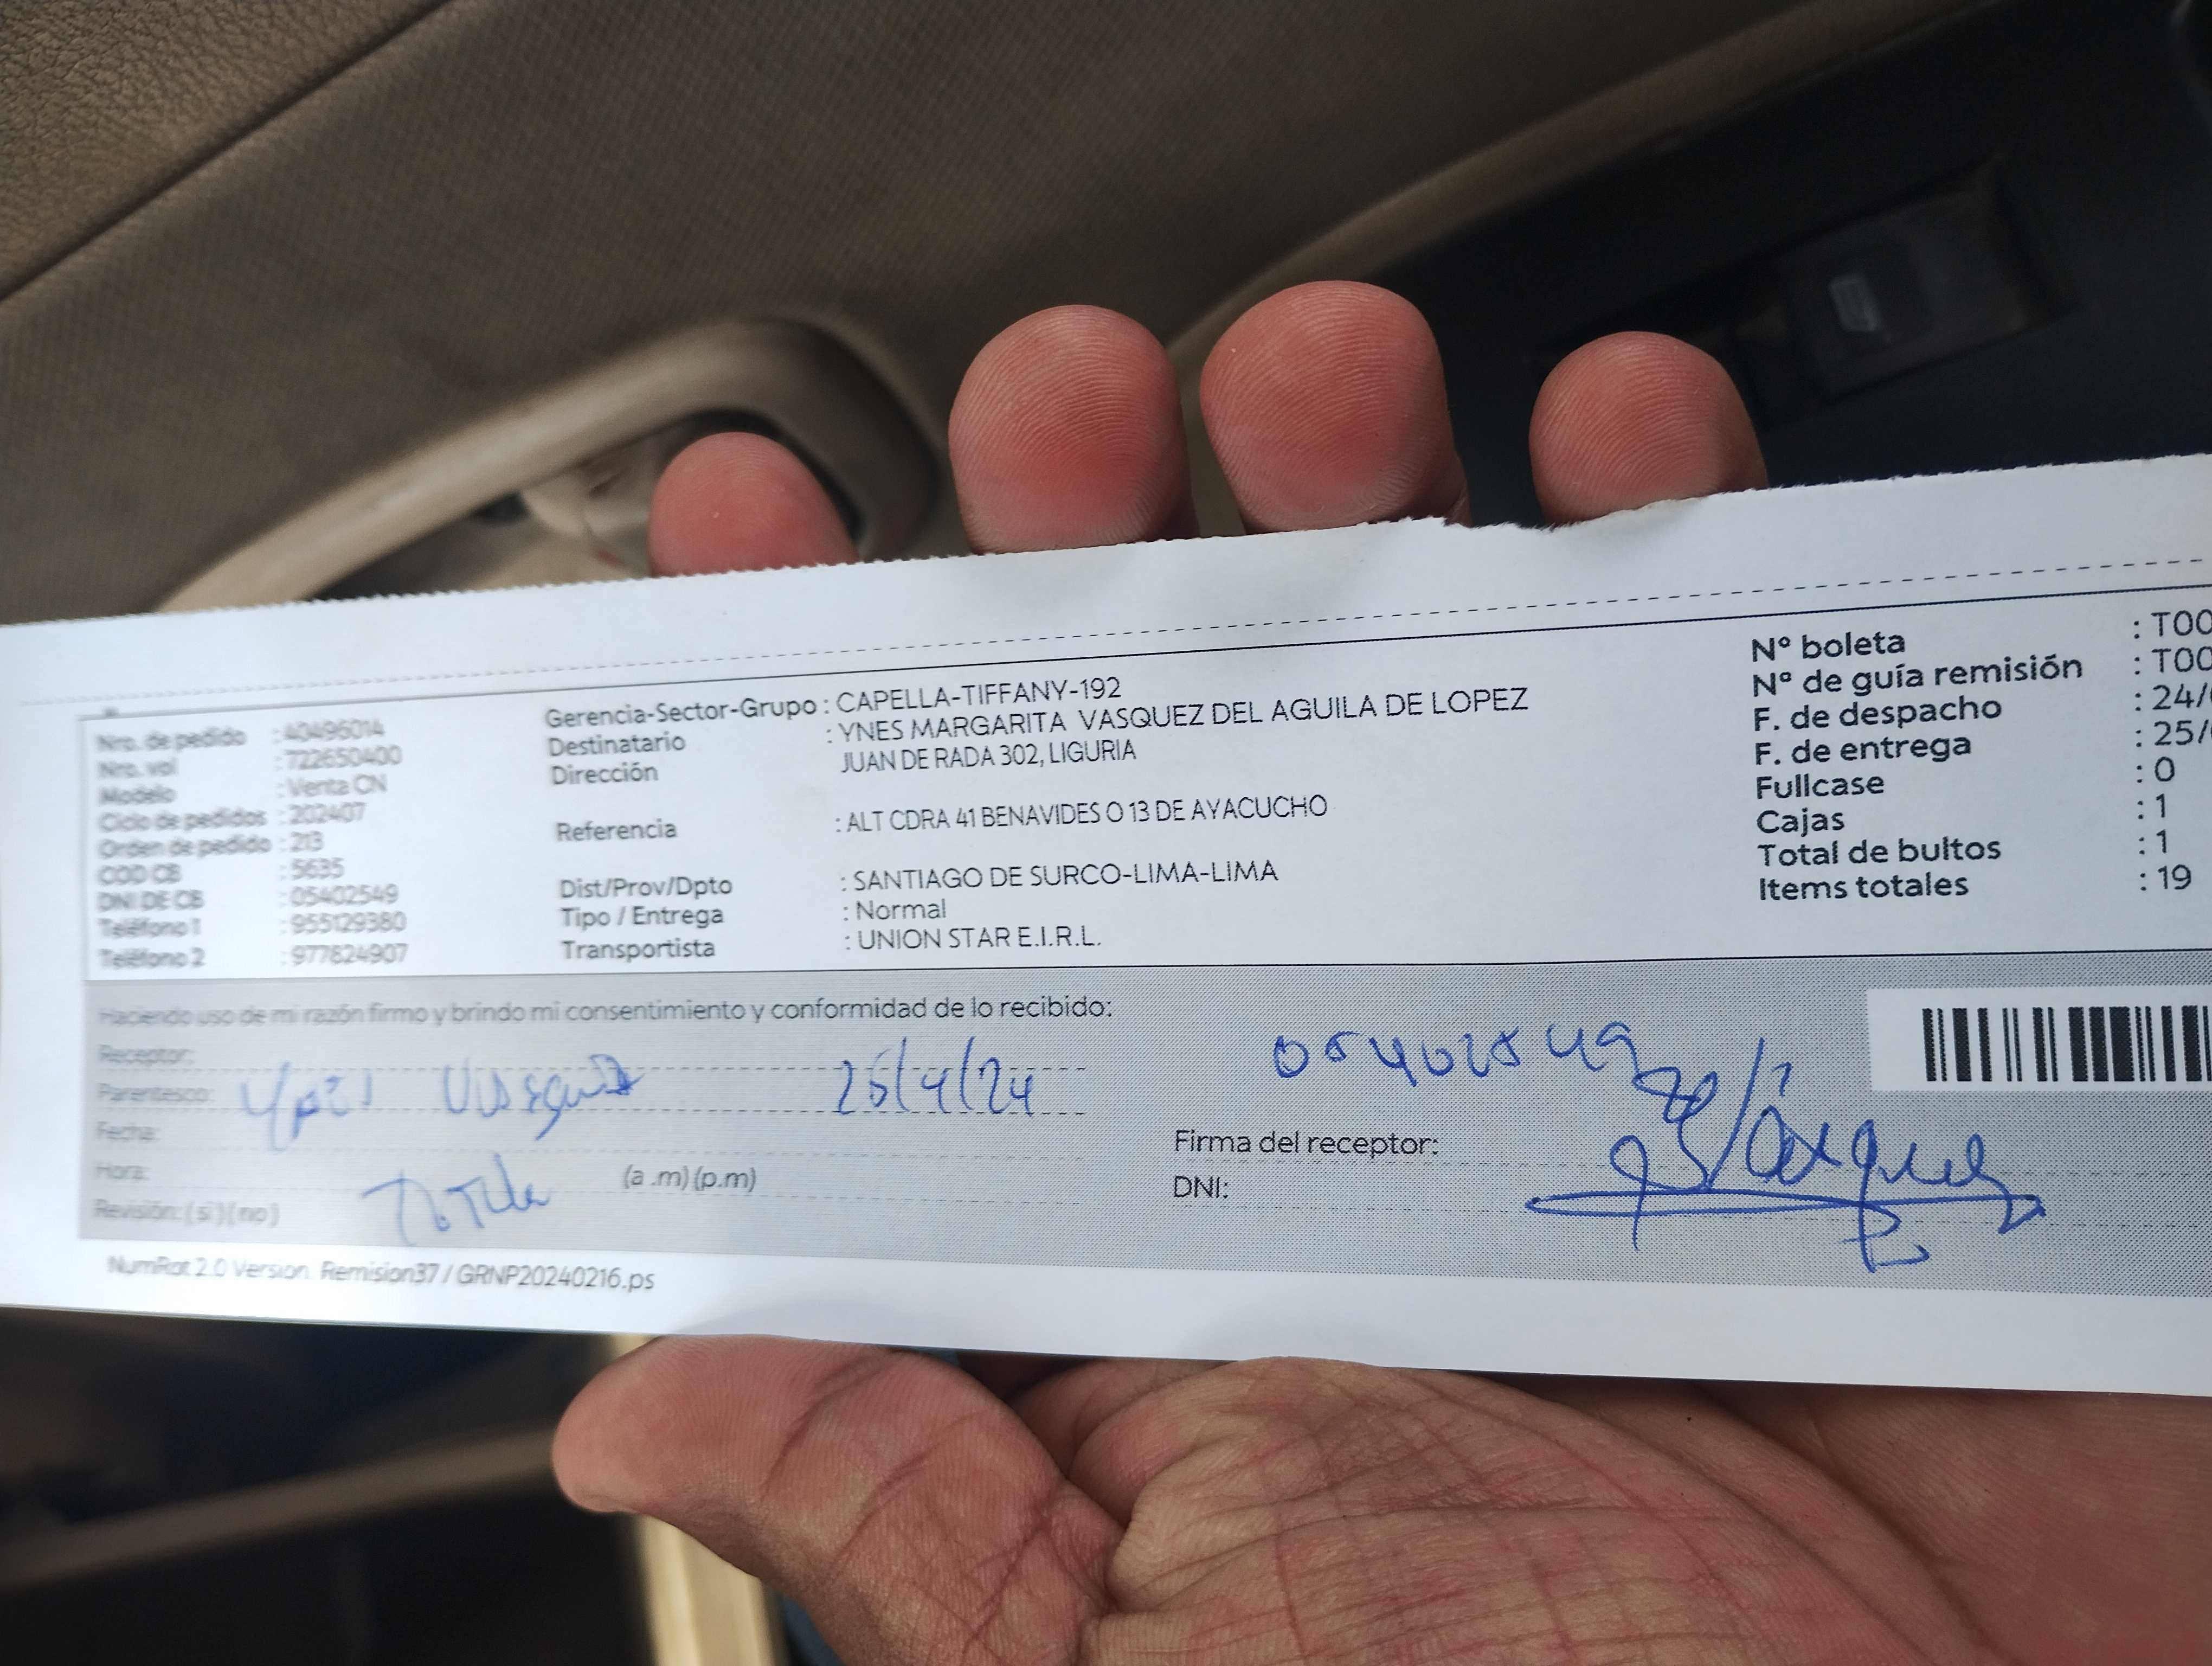 Nro. de pedido : 40496014
Nro. vol : 722650400
Modelo : Venta CN
Ciclo de pedidos : 202407
Orden de pedido : 213
COD CB : 5635
DNI DE CB : 05402549
Teléfono 1 : 955129380
Teléfono 2 : 977824907
Gerencia-Sector-Grupo : CAPELLA-TIFFANY-192
Destinatario : YNES MARGARITA VASQUEZ DEL AGUILA DE LOPEZ
Dirección JUAN DE RADA 302, LIGURIA
Referencia : ALT CDRA 41 BENAVIDES O 13 DE AYACUCHO
Dist/Prov/Dpto : SANTIAGO DE SURCO-LIMA-LIMA
Tipo / Entrega : Normal
Transportista : UNION STAR E.I.R.L.
Nº boleta : T00
Nº de guía remisión : T00
F. de despacho : 24/
F. de entrega : 25/
Fullcase : 0
Cajas : 1
Total de bultos : 1
Items totales : 19
Haciendo uso de mi razón firmo y brindo mi consentimiento y conformidad de lo recibido:
Receptor:
Parentesco:
Fecha: 25/4/24
Hora: (a .m) (p.m)
Revisión: ( si ) ( no )
05402549
Firma del receptor: Vásquez
DNI:
NumRot 2.0 Version. Remision37 / GRNP20240216.ps